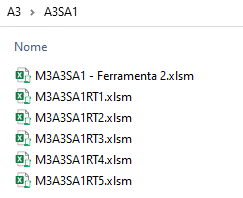 A3 > A3SA1
Nome
M3A3SA1 - Ferramenta 2.xlsm
M3A3SA1RT1.xlsm
M3A3SA1RT2.xlsm
M3A3SA1RT3.xlsm
M3A3SA1RT4.xlsm
M3A3SA1RT5.xlsm